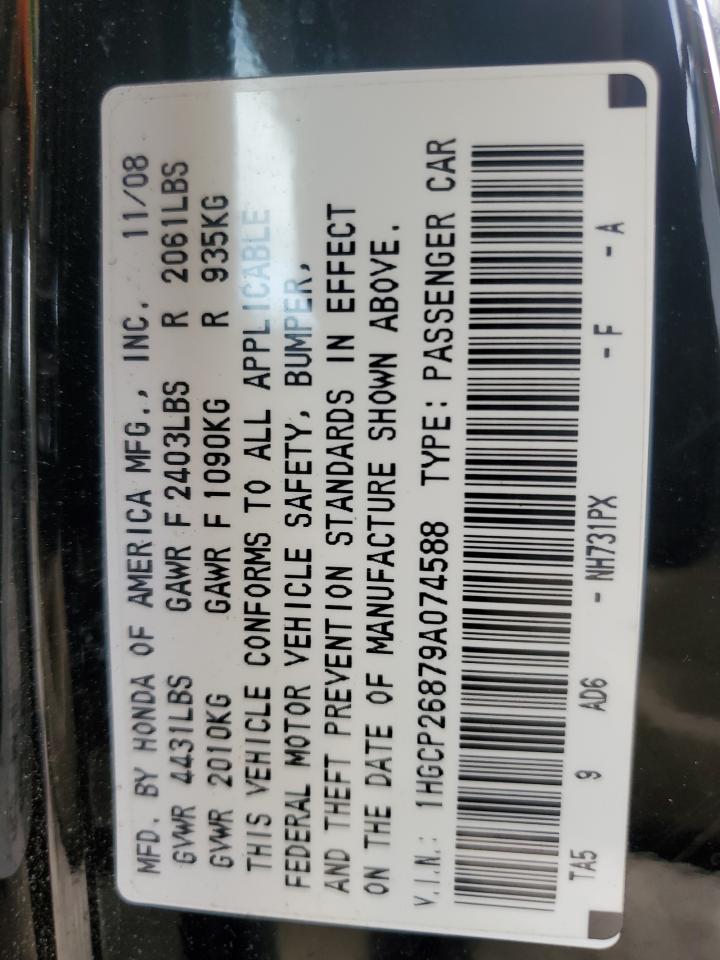 MFD. BY HONDA OF AMERICA MFG., INC. 11/08
GVWR 4431LBS GAWR F 2403LBS R 2061LBS
GVWR 2010KG GAWR F 1090KG R 935KG
THIS VEHICLE CONFORMS TO ALL APPLICABLE
FEDERAL MOTOR VEHICLE SAFETY, BUMPER,
AND THEFT PREVENTION STANDARDS IN EFFECT
ON THE DATE OF MANUFACTURE SHOWN ABOVE.
V.I.N.: 1HGCP26879A074588 TYPE: PASSENGER CAR
TA5 9 AD6 - NH731PX - F - A